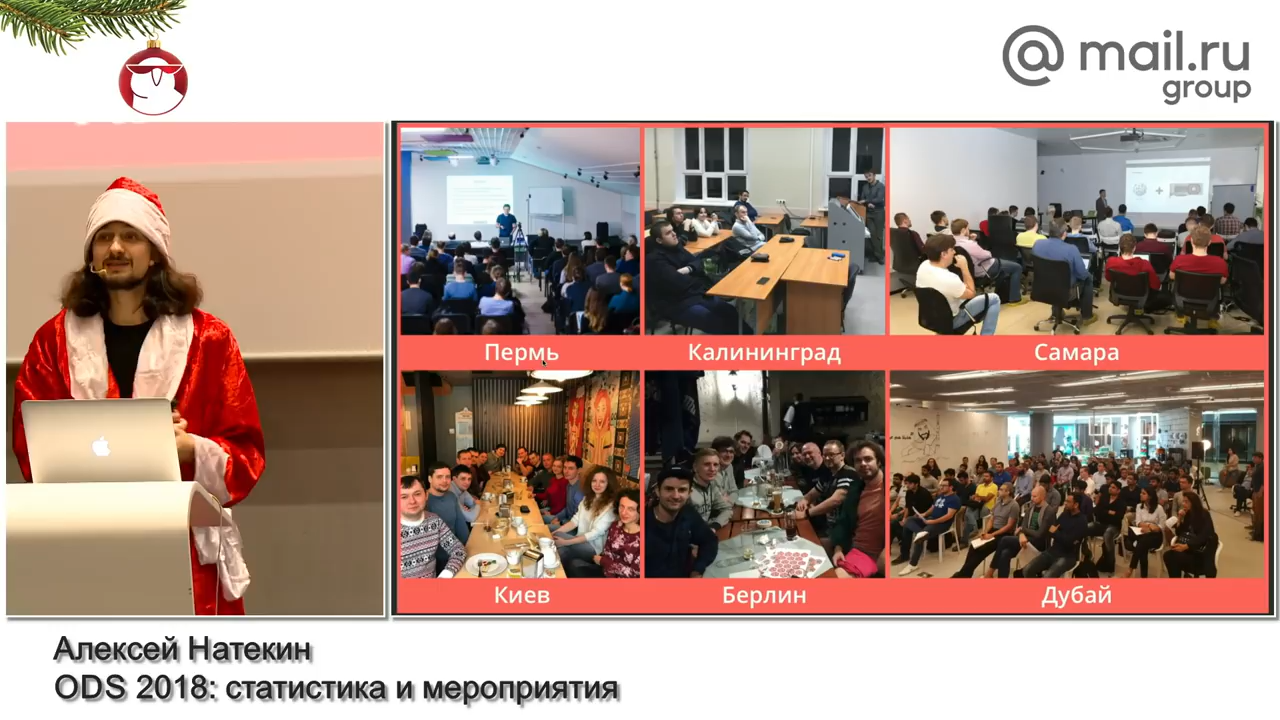 @ mail.ru
group
Пермь
Калининград
Самара
Киев
Берлин
Дубай
Алексей Натекин
ODS 2018: статистика и мероприятия